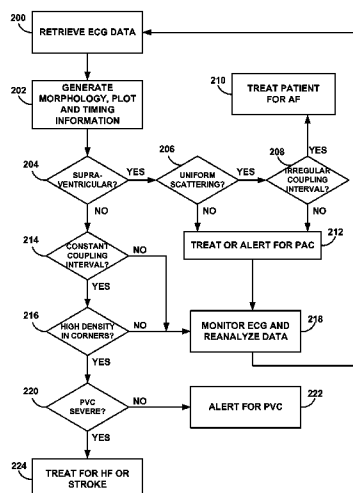 200
RETRIEVE ECG DATA
202
GENERATE
MORPHOLOGY, PLOT
AND TIMING
INFORMATION
210
TREAT PATIENT
FOR AF
YES
204
SUPRA-
VENTRICULAR?
YES
206
UNIFORM
SCATTERING?
YES
208
IRREGULAR
COUPLING
INTERVAL?
NO
NO
NO
214
CONSTANT
COUPLING
INTERVAL?
NO
TREAT OR ALERT FOR PAC
212
YES
216
HIGH DENSITY
IN CORNERS?
NO
MONITOR ECG AND
REANALYZE DATA
218
YES
220
PVC
SEVERE?
NO
ALERT FOR PVC
222
YES
224
TREAT FOR HF OR
STROKE